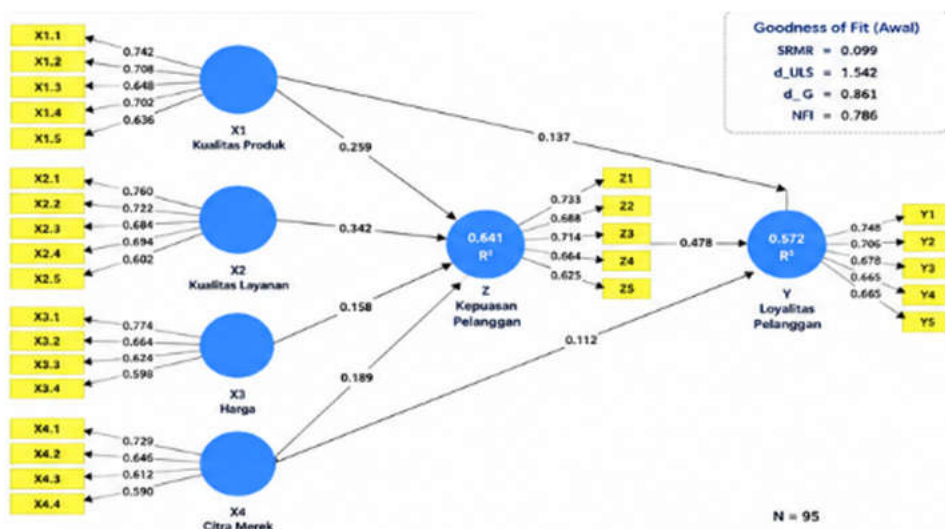 Goodness of Fit (Awal)
SRMR = 0.099
d_ULS = 1.542
d_G = 0.861
NFI = 0.786
X1.1
X1.2
X1.3
X1.4
X1.5
0.742
0.708
0.648
0.702
0.636
X1
Kualitas Produk
0.259
0.137
X2.1
X2.2
X2.3
X2.4
X2.5
0.760
0.722
0.684
0.694
0.602
X2
Kualitas Layanan
0.342
X3.1
X3.2
X3.3
X3.4
0.774
0.664
0.624
0.598
X3
Harga
0.158
X4.1
X4.2
X4.3
X4.4
0.729
0.646
0.612
0.590
X4
Citra Merek
0.189
0.112
0.641
R²
Z
Kepuasan
Pelanggan
0.733
0.688
0.714
0.664
0.625
Z1
Z2
Z3
Z4
Z5
0.478
0.572
R²
Y
Loyalitas
Pelanggan
0.748
0.706
0.678
0.665
0.665
Y1
Y2
Y3
Y4
Y5
N = 95